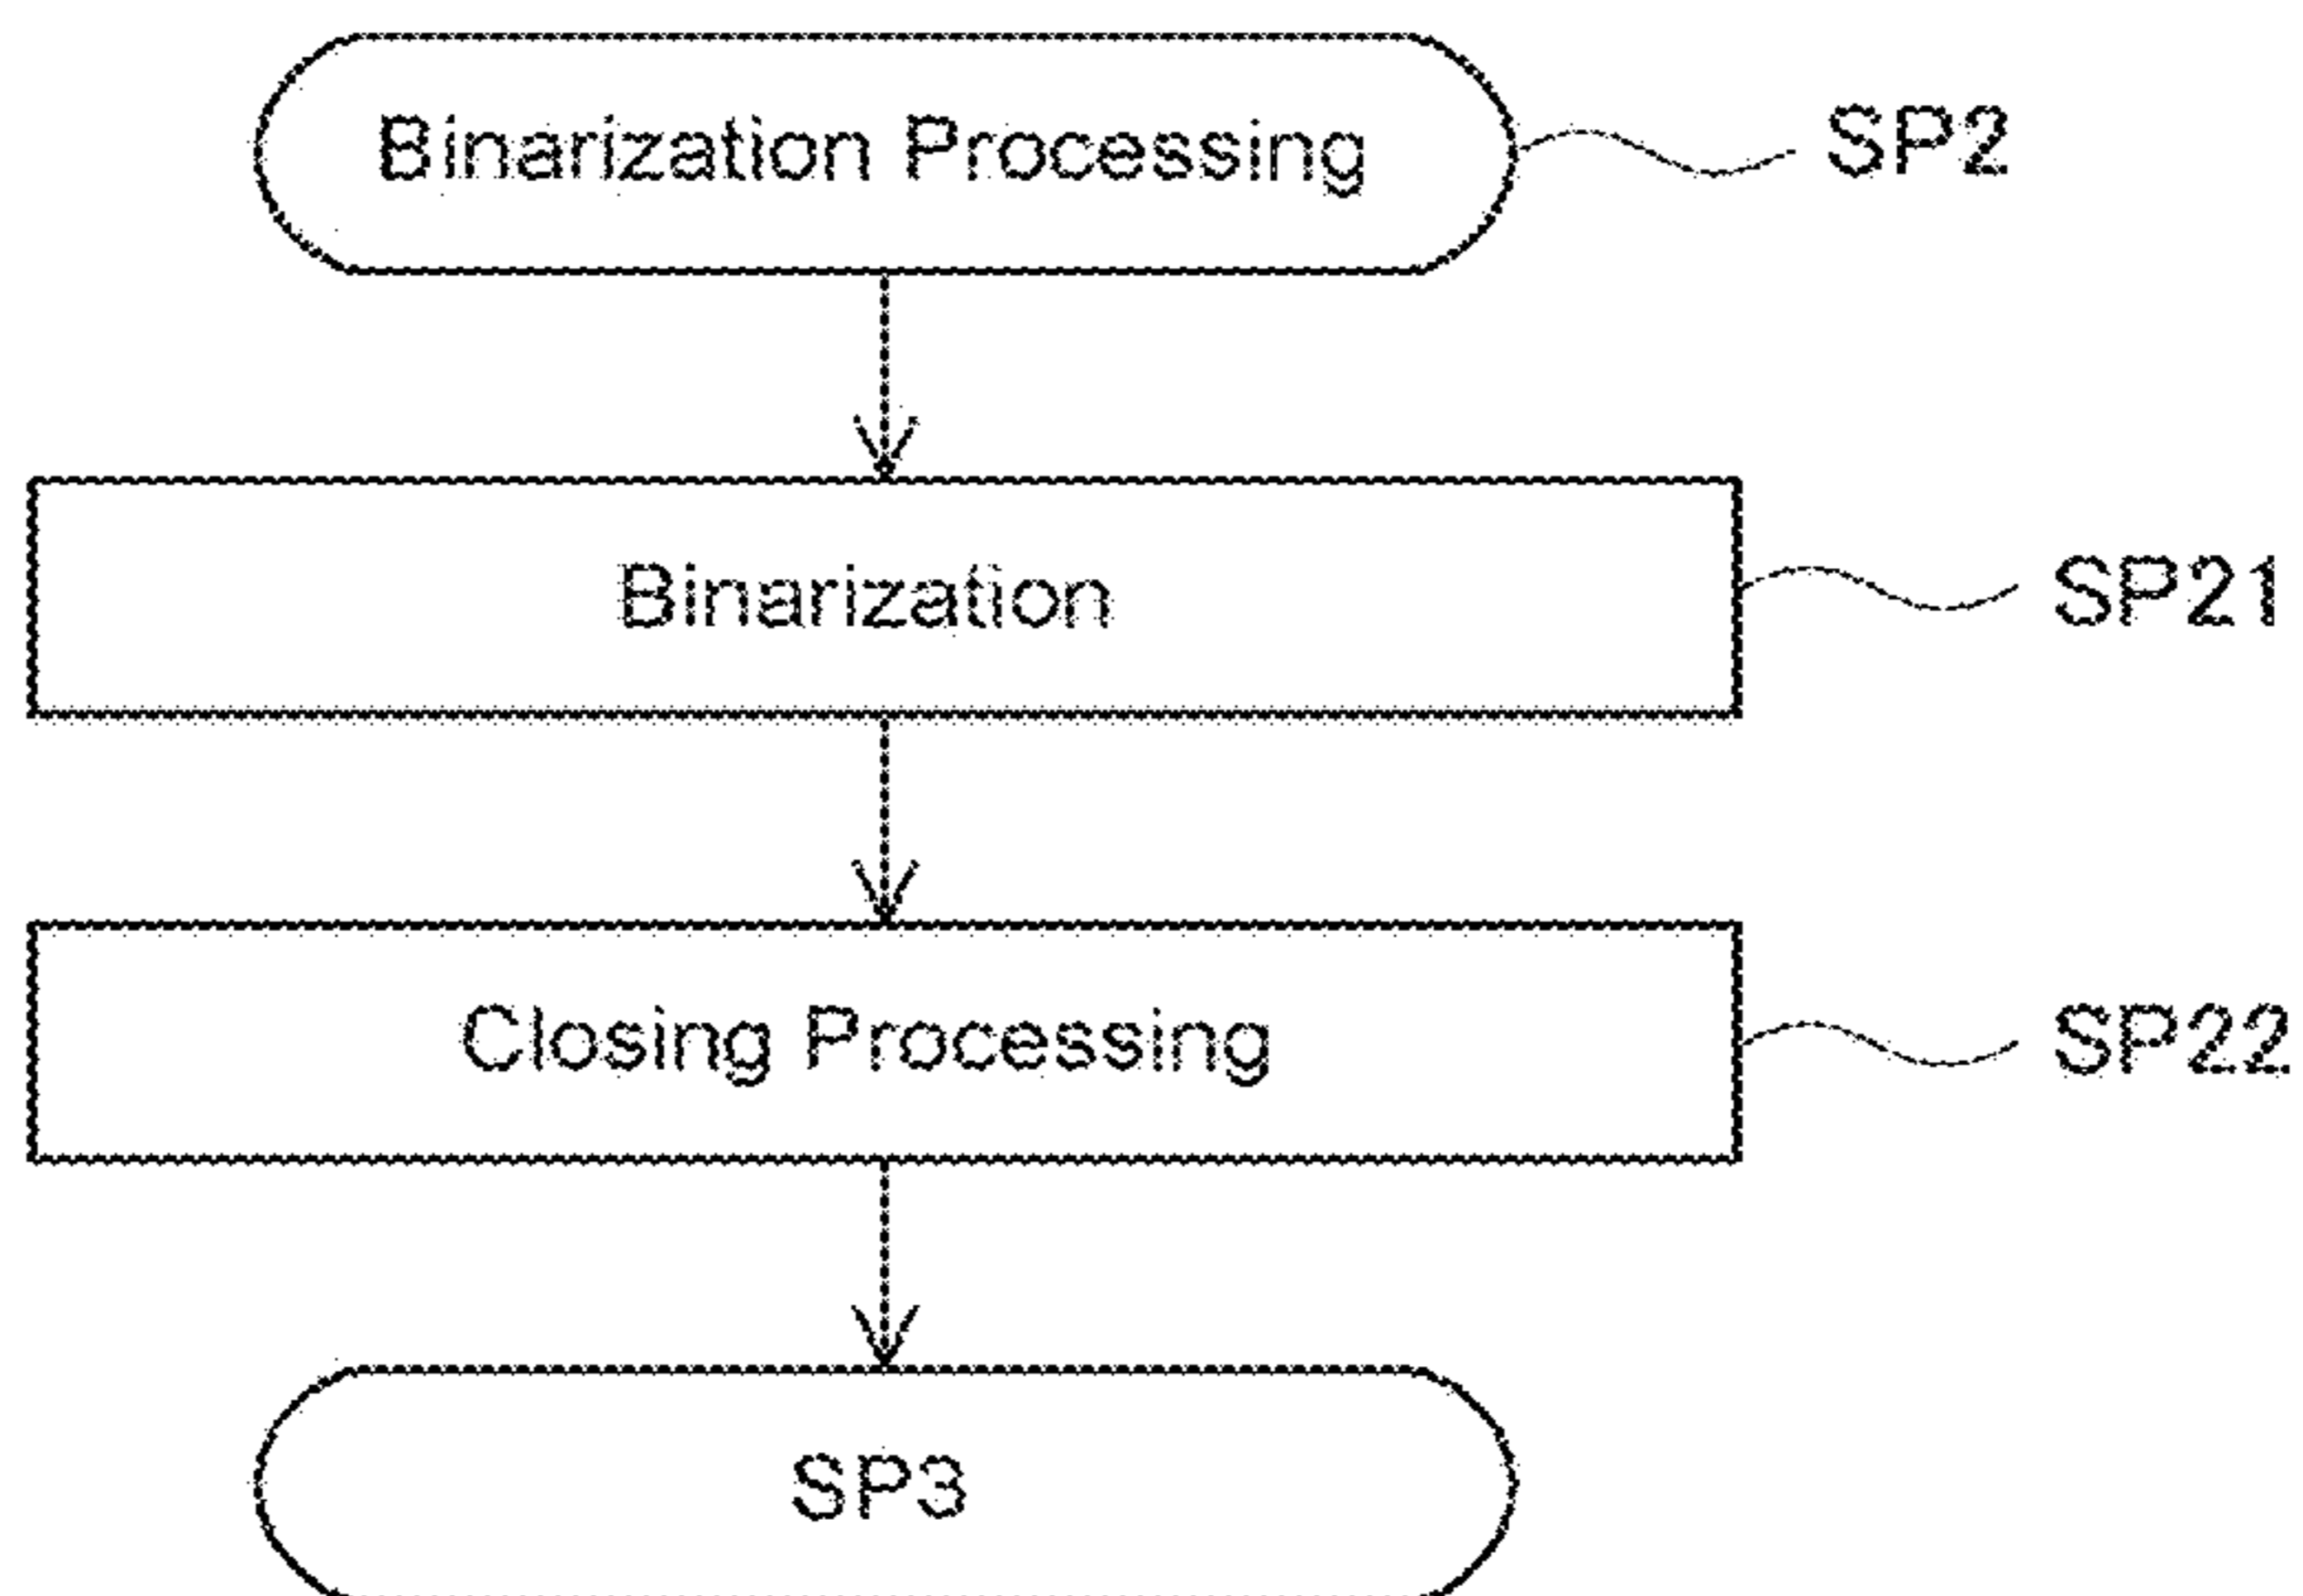 Binarization Processing SP2
Binarization SP21
Closing Processing SP22
SP3